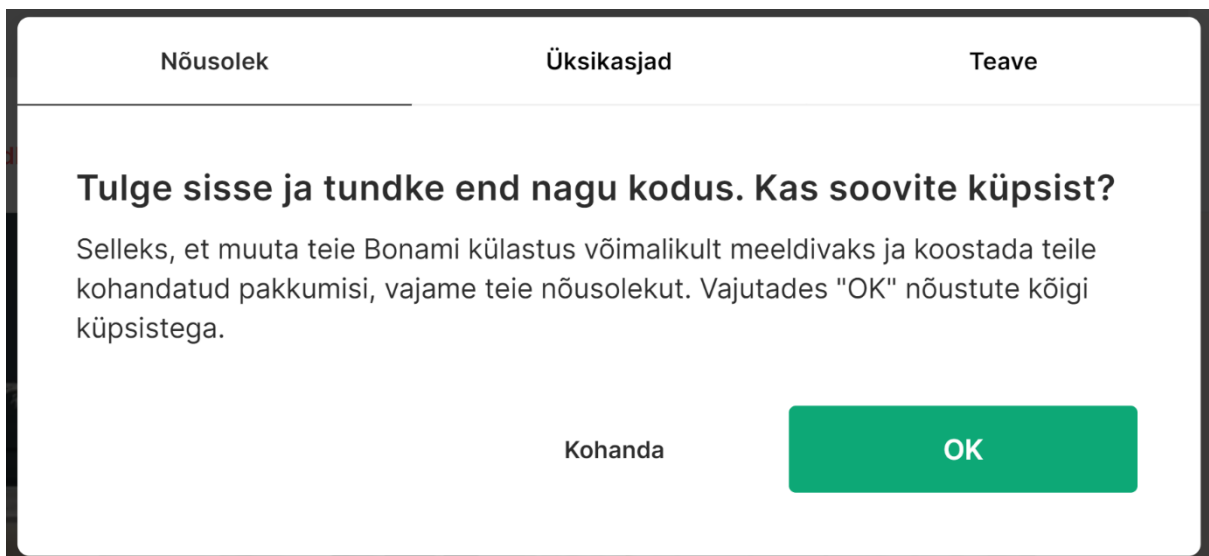 Nõusolek Üksikasjad Teave
Tulge sisse ja tundke end nagu kodus. Kas soovite küpsist?
Selleks, et muuta teie Bonami külastus võimalikult meeldivaks ja koostada teile
kohandatud pakkumisi, vajame teie nõusolekut. Vajutades "OK" nõustute kõigi
küpsistega.
Kohanda OK